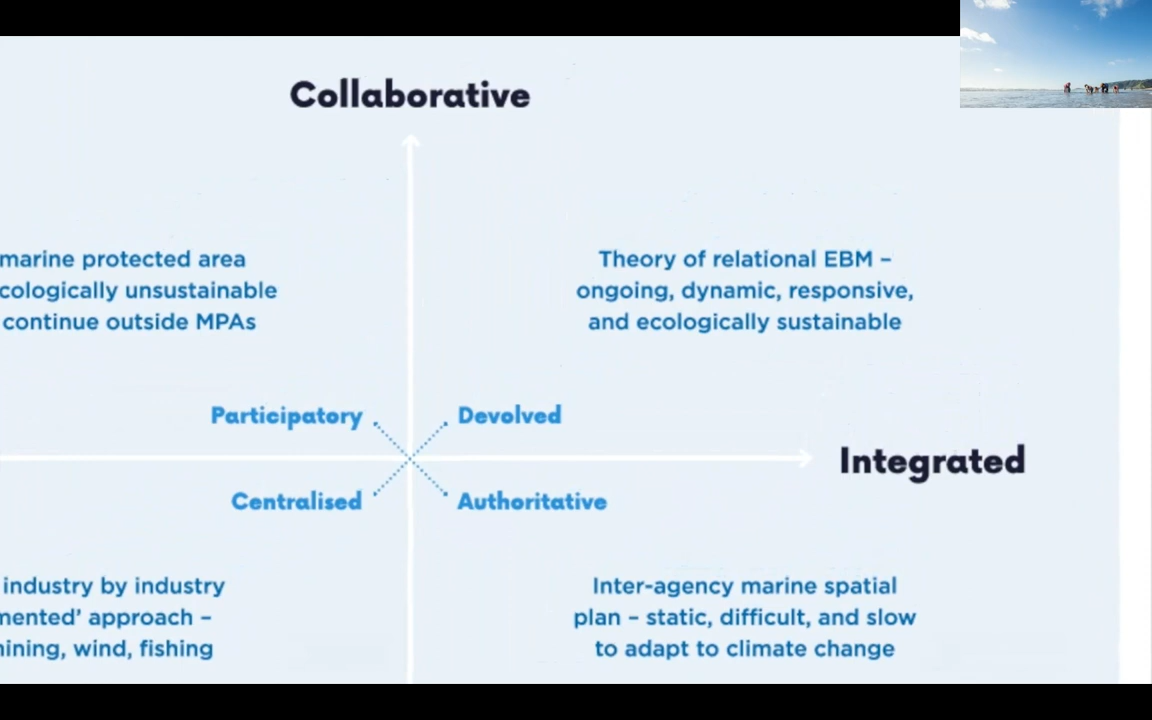 Collaborative
marine protected area
cologically unsustainable
continue outside MPAs
Theory of relational EBM –
ongoing, dynamic, responsive,
and ecologically sustainable
Participatory
Devolved
Integrated
Centralised
Authoritative
industry by industry
mented’ approach –
ining, wind, fishing
Inter-agency marine spatial
plan – static, difficult, and slow
to adapt to climate change